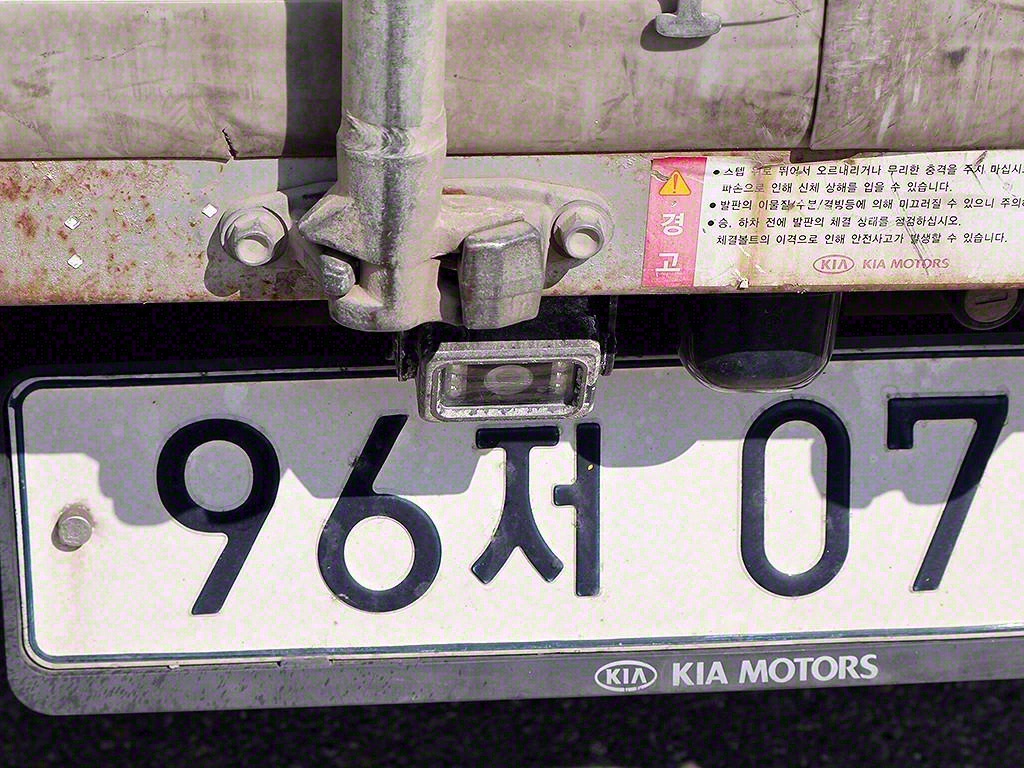 ● 스텝 위로 뛰어서 오르내리거나 무리한 충격을 주지 마십시
파손으로 인해 신체 상해를 입을 수 있습니다.
● 발판의 이물질/수분/결빙등에 의해 미끄러질 수 있으니 주의하
● 승, 하차 전에 발판의 체결 상태를 점검하십시오.
체결볼트의 이격으로 인해 안전사고가 발생할 수 있습니다.
경고
KIA KIA MOTORS
96저 07
KIA KIA MOTORS